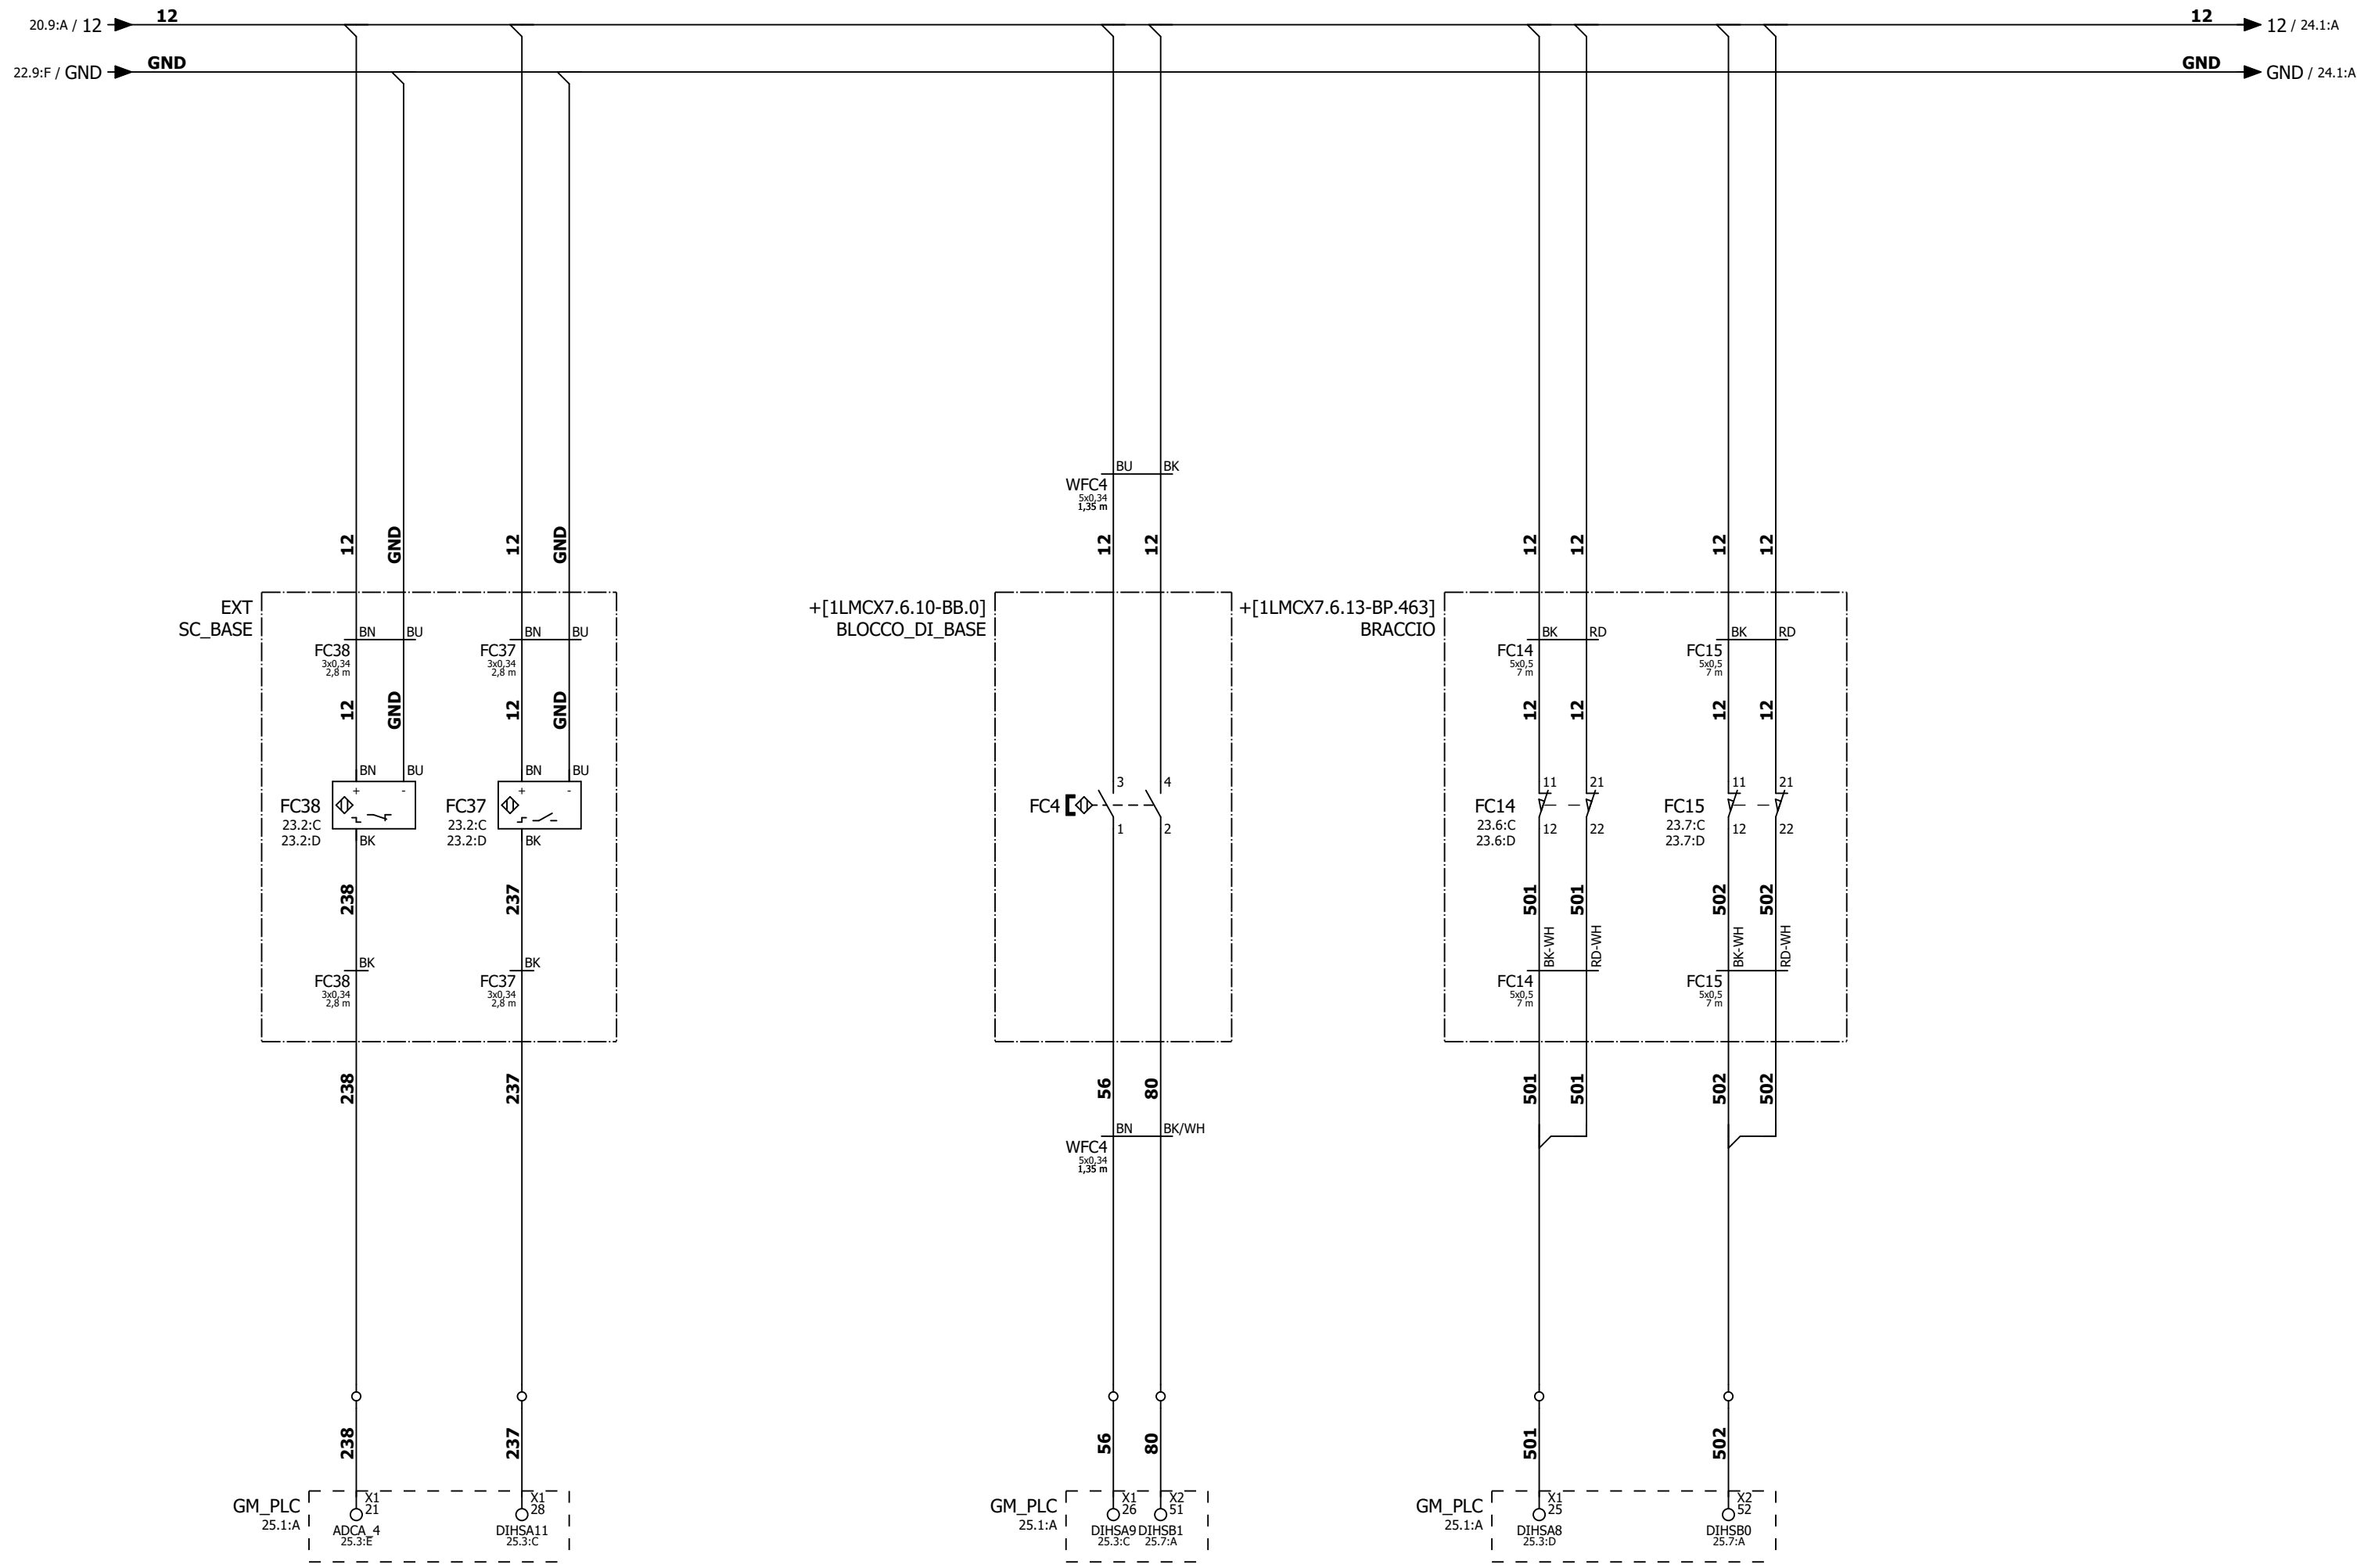 20.9:A / 12 12 12 12 / 24.1:A
22.9:F / GND GND GND GND / 24.1:A
BU BK
WFC4
5x0,34
1,35 m
12 GND 12 GND 12 12 12 12 12 12
EXT
SC_BASE
+[1LMCX7.6.10-BB.0]
BLOCCO_DI_BASE
+[1LMCX7.6.13-BP.463]
BRACCIO
BN BU BN BU BK RD BK RD
FC38 FC37 FC14 FC15
3x0,34 3x0,34 5x0,5 5x0,5
2,8 m 2,8 m 7 m 7 m
12 GND 12 GND 12 12 12 12
BN BU BN BU 3 4 11 21 11 21
+ - + -
FC38 FC37 FC4 FC14 FC15
23.2:C 23.2:C 23.6:C 23.7:C
23.2:D 23.2:D 23.6:D 23.7:D
BK BK 1 2 12 22 12 22
238 237 501 501 502 502
BK BK BK-WH RD-WH BK-WH RD-WH
FC38 FC37 FC14 FC15
3x0,34 3x0,34 5x0,5 5x0,5
2,8 m 2,8 m 7 m 7 m
238 237 56 80 501 501 502 502
BN BK/WH
WFC4
5x0,34
1,35 m
238 237 56 80 501 502
X1 X1 X1 X2 X1 X2
GM_PLC 21 28 GM_PLC 26 51 GM_PLC 25 52
25.1:A 25.1:A 25.1:A
ADCA_4 DIHSA11 DIHSA9 DIHSB1 DIHSA8 DIHSB0
25.3:E 25.3:C 25.3:C 25.7:A 25.3:D 25.7:A